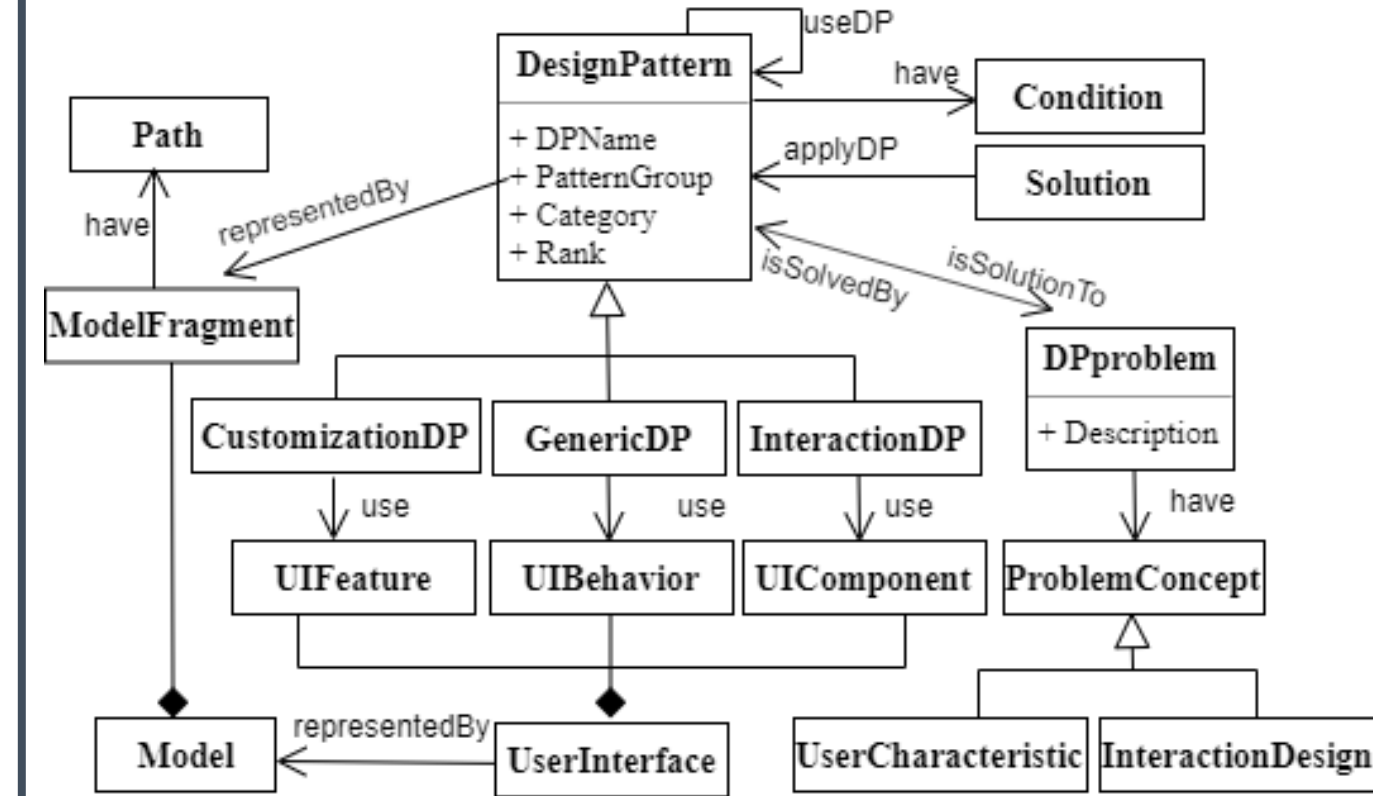 useDP
DesignPattern
have
Condition
Path
+ DPName
applyDP
+ PatternGroup
Solution
representedBy
have
+ Category
+ Rank
isSolvedBy
isSolutionTo
ModelFragment
DPproblem
CustomizationDP
GenericDP
InteractionDP
+ Description
use
use
use
have
UIFeature
UIBehavior
UIComponent
ProblemConcept
representedBy
Model
UserInterface
UserCharacteristic
InteractionDesign